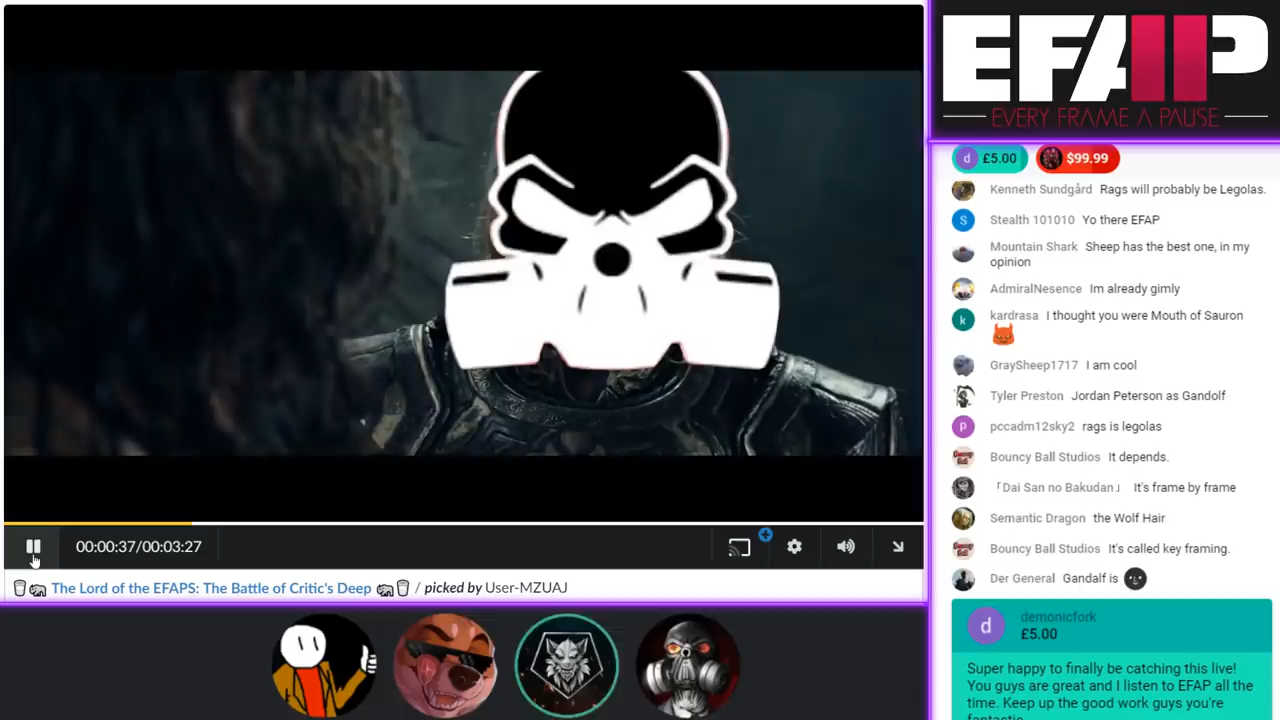 EFAP
EVERY FRAME A PAUSE
d £5.00 $99.99
Kenneth Sundgård Rags will probably be Legolas.
S Stealth 101010 Yo there EFAP
Mountain Shark Sheep has the best one, in my
opinion
AdmiralNesence Im already gimly
k kardrasa I thought you were Mouth of Sauron
GraySheep1717 I am cool
Tyler Preston Jordan Peterson as Gandolf
p pccadm12sky2 rags is legolas
Bouncy Ball Studios It depends.
「Dai San no Bakudan」 It's frame by frame
Semantic Dragon the Wolf Hair
Bouncy Ball Studios It's called key framing.
Der General Gandalf is
d demonicfork
£5.00
Super happy to finally be catching this live!
You guys are great and I listen to EFAP all the
time. Keep up the good work guys you're
fantastic
00:00:37/00:03:27
The Lord of the EFAPS: The Battle of Critic's Deep / picked by User-MZUAJ